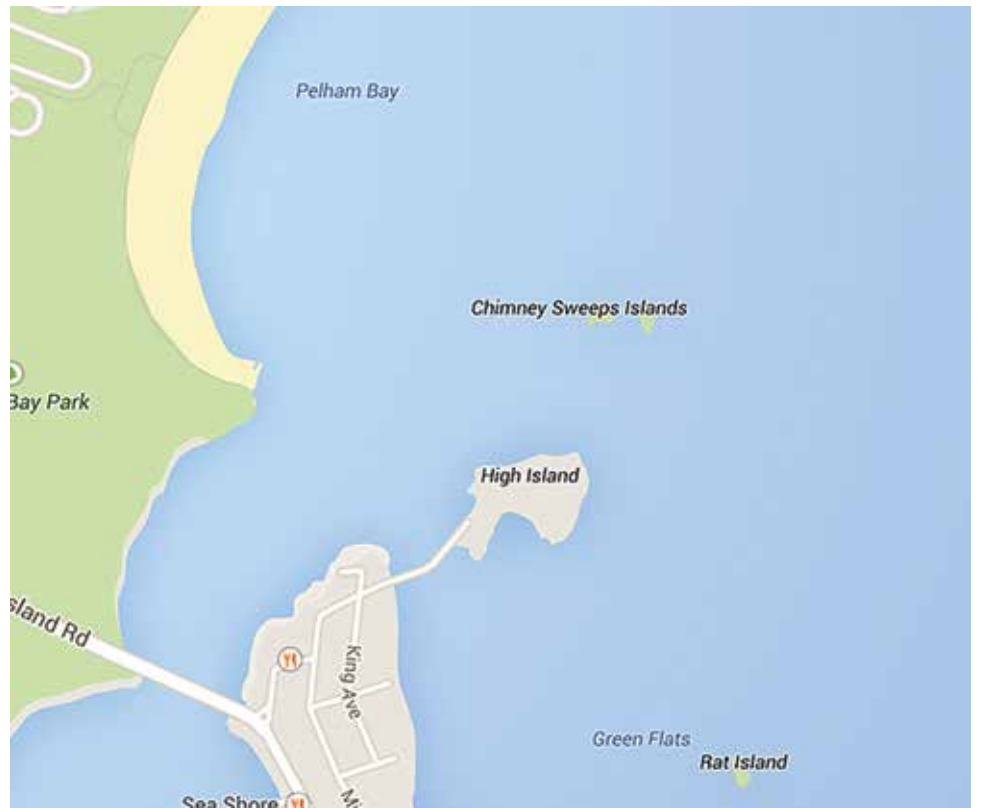 Pelham Bay
Chimney Sweeps Islands
Bay Park
High Island
sland Rd
King Ave
Green Flats
Rat Island
Sea Shore
Mi